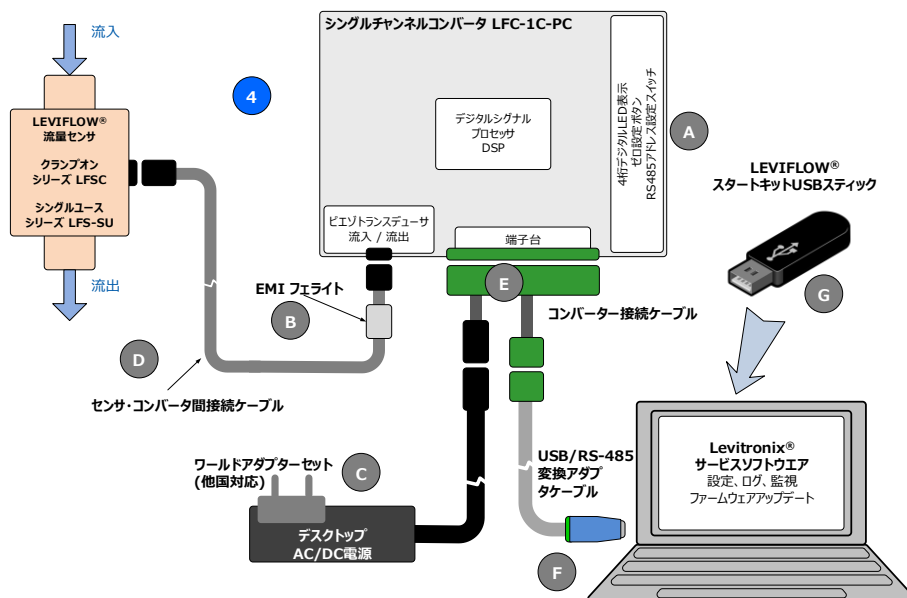 流入
LEVIFLOW®
流量センサ
クランプオン
シリーズ LFSC
シングルユース
シリーズ LFS-SU
流出
4
シングルチャンネルコンバータ LFC-1C-PC
デジタルシグナル
プロセッサ
DSP
4桁デジタルLED表示
ゼロ設定ボタン
RS485アドレス設定スイッチ
A
ピエゾトランスデューサ
流入 / 流出
端子台
E
EMI フェライト
B
コンバーター接続ケーブル
D
センサ・コンバータ間接続ケーブル
LEVIFLOW®
スタートキットUSBスティック
G
ワールドアダプターセット
(他国対応)
C
デスクトップ
AC/DC電源
USB/RS-485
変換アダプ
タケーブル
F
Levitronix®
サービスソフトウエア
設定、ログ、監視
ファームウェアアップデート